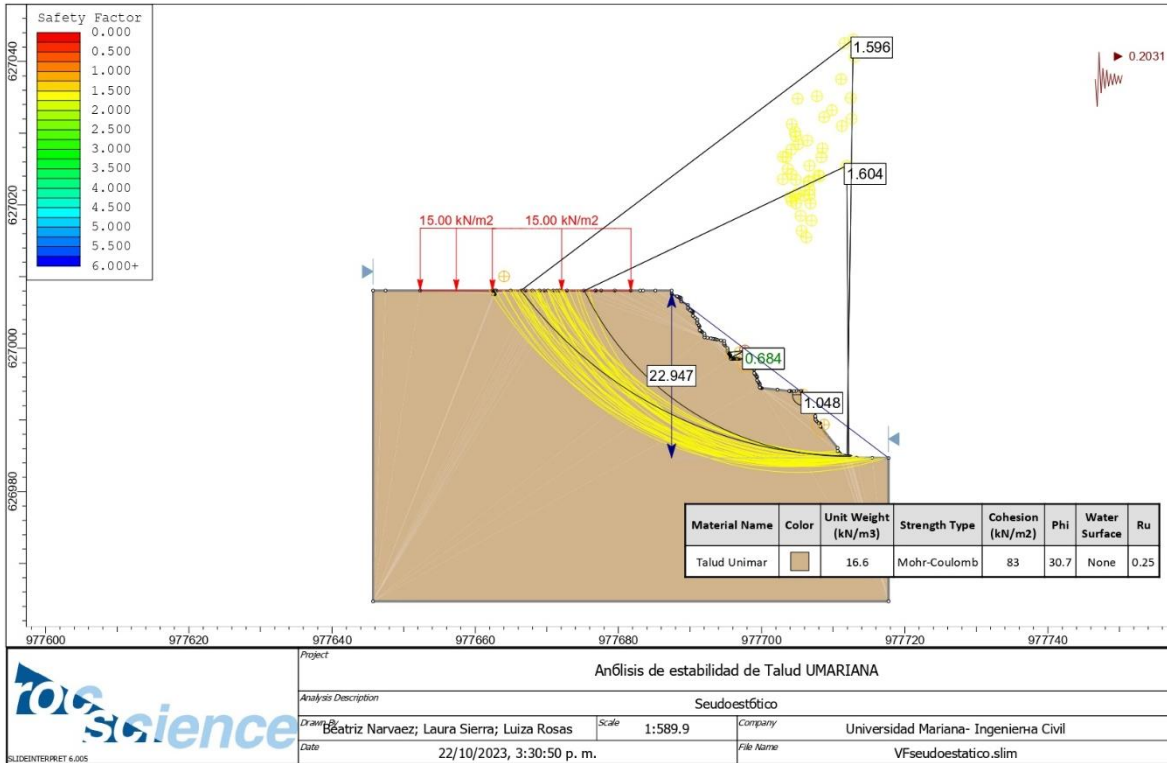 Safety Factor
0.000
0.500
1.000
1.500
2.000
2.500
3.000
3.500
4.000
4.500
5.000
5.500
6.000+
627040
627020
627000
626980
1.596
0.2031
1.604
15.00 kN/m2
15.00 kN/m2
0.684
22.947
1.048
Material Name Color Unit Weight (kN/m3) Strength Type Cohesion (kN/m2) Phi Water Surface Ru
Talud Unimar 16.6 Mohr-Coulomb 83 30.7 None 0.25
977600 977620 977640 977660 977680 977700 977720 977740
rocscience
SLIDEINTERPRET 6.005
Project
Anблisis de estabilidad de Talud UMARIANA
Analysis Description
Seudoestбtico
Drawn By Beatriz Narvaez; Laura Sierra; Luiza Rosas
Scale 1:589.9
Company Universidad Mariana- Ingenierнa Civil
Date 22/10/2023, 3:30:50 p. m.
File Name VFseudoestatico.slim